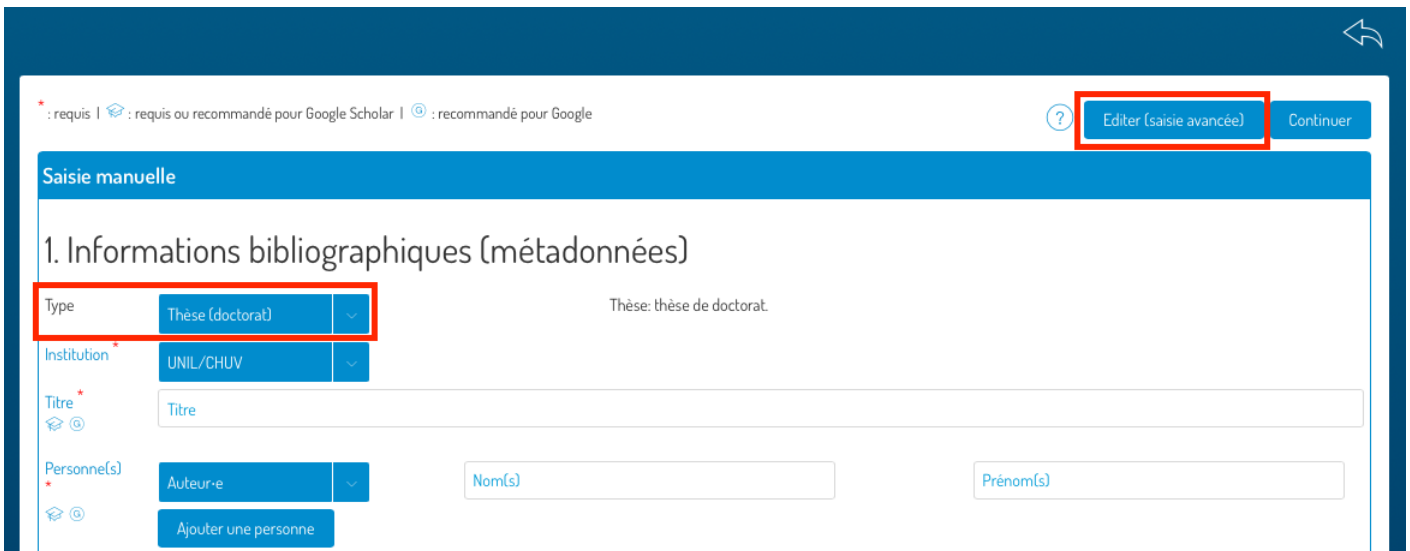 * : requis | : requis ou recommandé pour Google Scholar | G : recommandé pour Google
? Editer (saisie avancée) Continuer
Saisie manuelle
1. Informations bibliographiques (métadonnées)
Type Thèse (doctorat) Thèse: thèse de doctorat.
Institution * UNIL/CHUV
Titre * Titre
G
Personne(s)
* Auteur·e Nom(s) Prénom(s)
G
Ajouter une personne